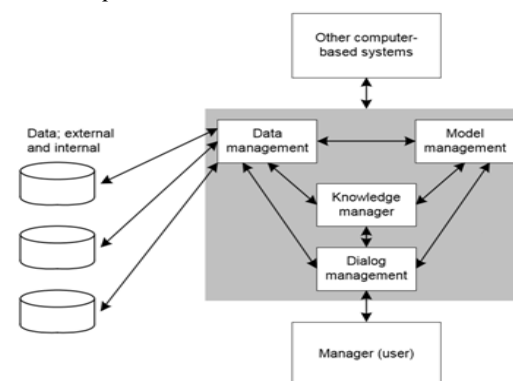 Other computer-
based systems
Data; external
and internal
Data
management
Model
management
Knowledge
manager
Dialog
management
Manager (user)